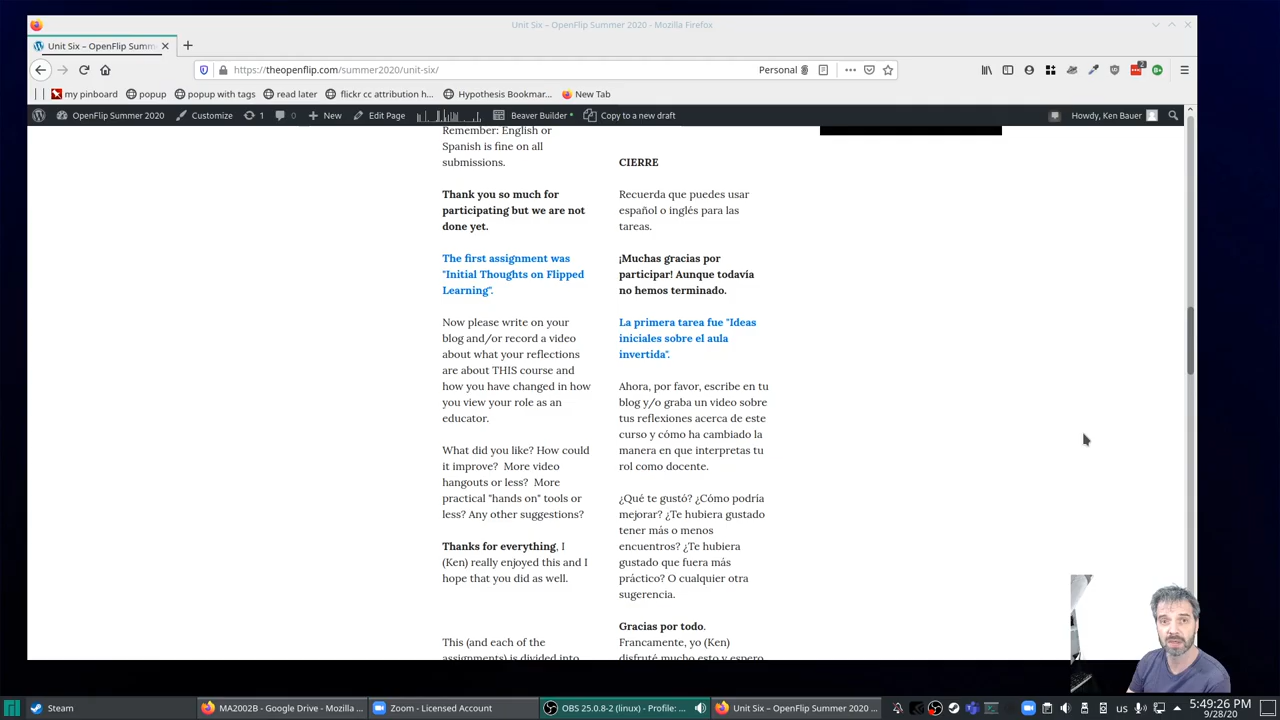 Unit Six – OpenFlip Summer 2020 - Mozilla Firefox
Unit Six – OpenFlip Summ
https://theopenflip.com/summer2020/unit-six/
Personal
my pinboard
popup
popup with tags
read later
flickr cc attribution h...
Hypothesis Bookmar...
New Tab
2
OpenFlip Summer 2020
Customize
1
0
New
Edit Page
Beaver Builder
Copy to a new draft
Howdy, Ken Bauer
Remember: English or
Spanish is fine on all
submissions.
Thank you so much for
participating but we are not
done yet.
The first assignment was
"Initial Thoughts on Flipped
Learning".
Now please write on your
blog and/or record a video
about what your reflections
are about THIS course and
how you have changed in how
you view your role as an
educator.
What did you like? How could
it improve?  More video
hangouts or less?  More
practical "hands on" tools or
less? Any other suggestions?
Thanks for everything, I
(Ken) really enjoyed this and I
hope that you did as well.
This (and each of the
assignments) is divided into
CIERRE
Recuerda que puedes usar
español o inglés para las
tareas.
¡Muchas gracias por
participar! Aunque todavía
no hemos terminado.
La primera tarea fue "Ideas
iniciales sobre el aula
invertida".
Ahora, por favor, escribe en tu
blog y/o graba un video sobre
tus reflexiones acerca de este
curso y cómo ha cambiado la
manera en que interpretas tu
rol como docente.
¿Qué te gustó? ¿Cómo podría
mejorar? ¿Te hubiera gustado
tener más o menos
encuentros? ¿Te hubiera
gustado que fuera más
práctico? O cualquier otra
sugerencia.
Gracias por todo.
Francamente, yo (Ken)
disfruté mucho esto y espero
Steam
MA2002B - Google Drive — Mozilla ...
Zoom - Licensed Account
OBS 25.0.8-2 (linux) - Profile: ...
Unit Six – OpenFlip Summer 2020 ...
us
5:49:26 PM
9/28/20